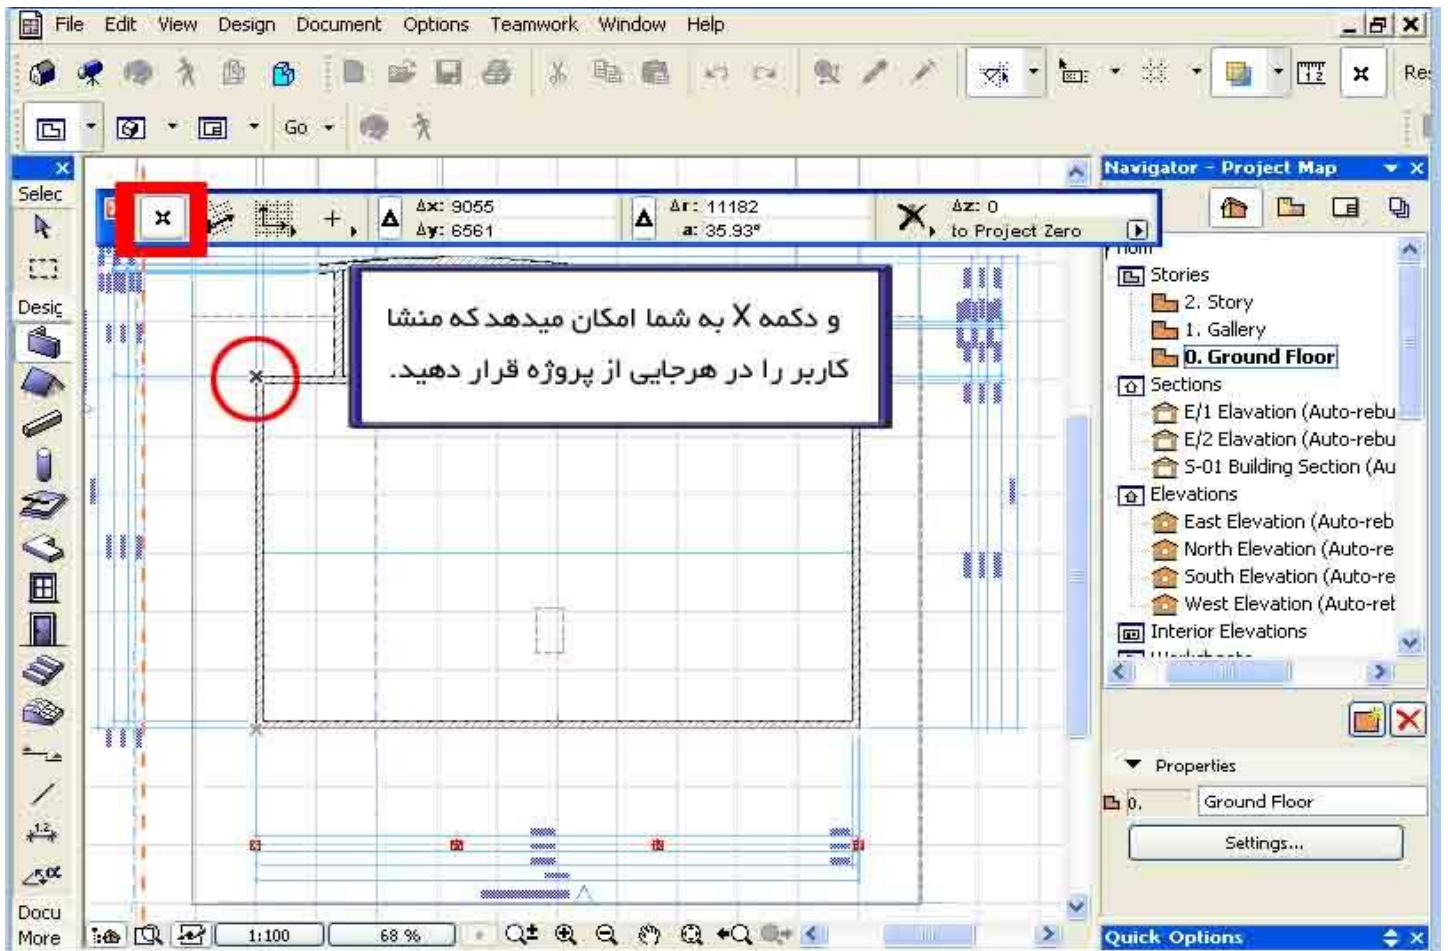 File Edit View Design Document Options Teamwork Window Help
Go
Selec
Desig
Docu
More
Δx: 9055
Δy: 6561
Δr: 11182
a: 35.93°
Δz: 0
to Project Zero
و دکمه X به شما امکان میدهد که منشا
کاربر را در هرجایی از پروژه قرار دهید.
Navigator - Project Map
Stories
2. Story
1. Gallery
0. Ground Floor
Sections
E/1 Elavation (Auto-rebu
E/2 Elavation (Auto-rebu
S-01 Building Section (Au
Elevations
East Elevation (Auto-reb
North Elevation (Auto-re
South Elevation (Auto-re
West Elevation (Auto-ret
Interior Elevations
Properties
0. Ground Floor
Settings...
1:100
68 %
Quick Options